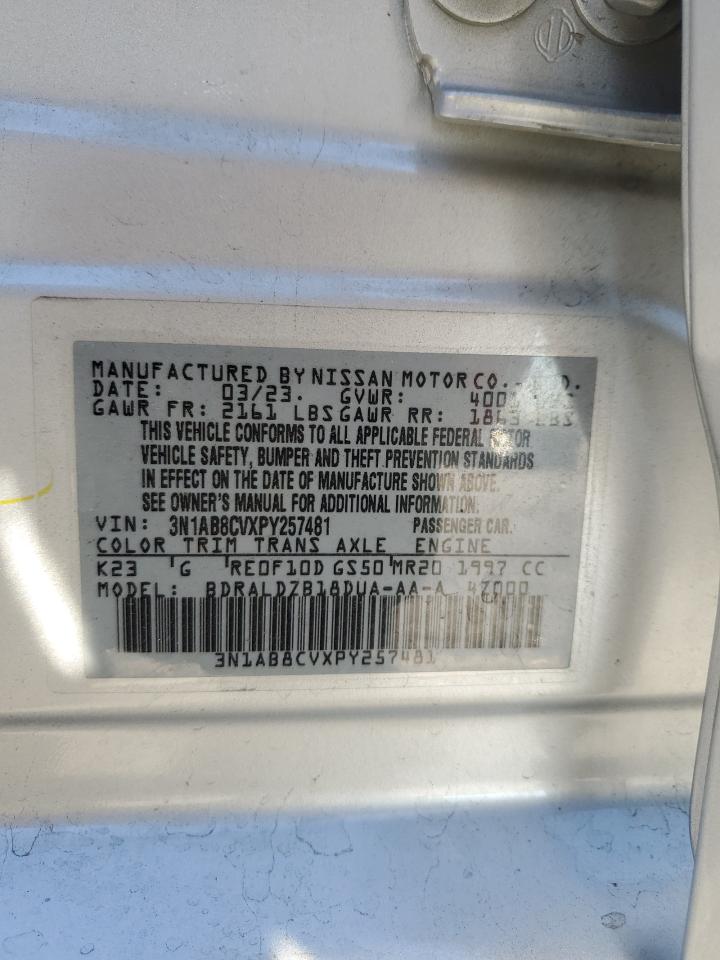 MANUFACTURED BY NISSAN MOTOR CO.,
DATE: 03/23. GVWR:
GAWR FR: 2161 LBS GAWR RR: 1863 LBS
THIS VEHICLE CONFORMS TO ALL APPLICABLE FEDERAL MOTOR
VEHICLE SAFETY, BUMPER AND THEFT PREVENTION STANDARDS
IN EFFECT ON THE DATE OF MANUFACTURE SHOWN ABOVE.
SEE OWNER'S MANUAL FOR ADDITIONAL INFORMATION.
VIN: 3N1AB8CVXPY257481 PASSENGER CAR.
COLOR TRIM TRANS AXLE ENGINE
K23 'G 'RE0F10D GS50'MR20 1997 CC
MODEL: BDRALDZB18DUA-AA-A
3N1AB8CVXPY257481